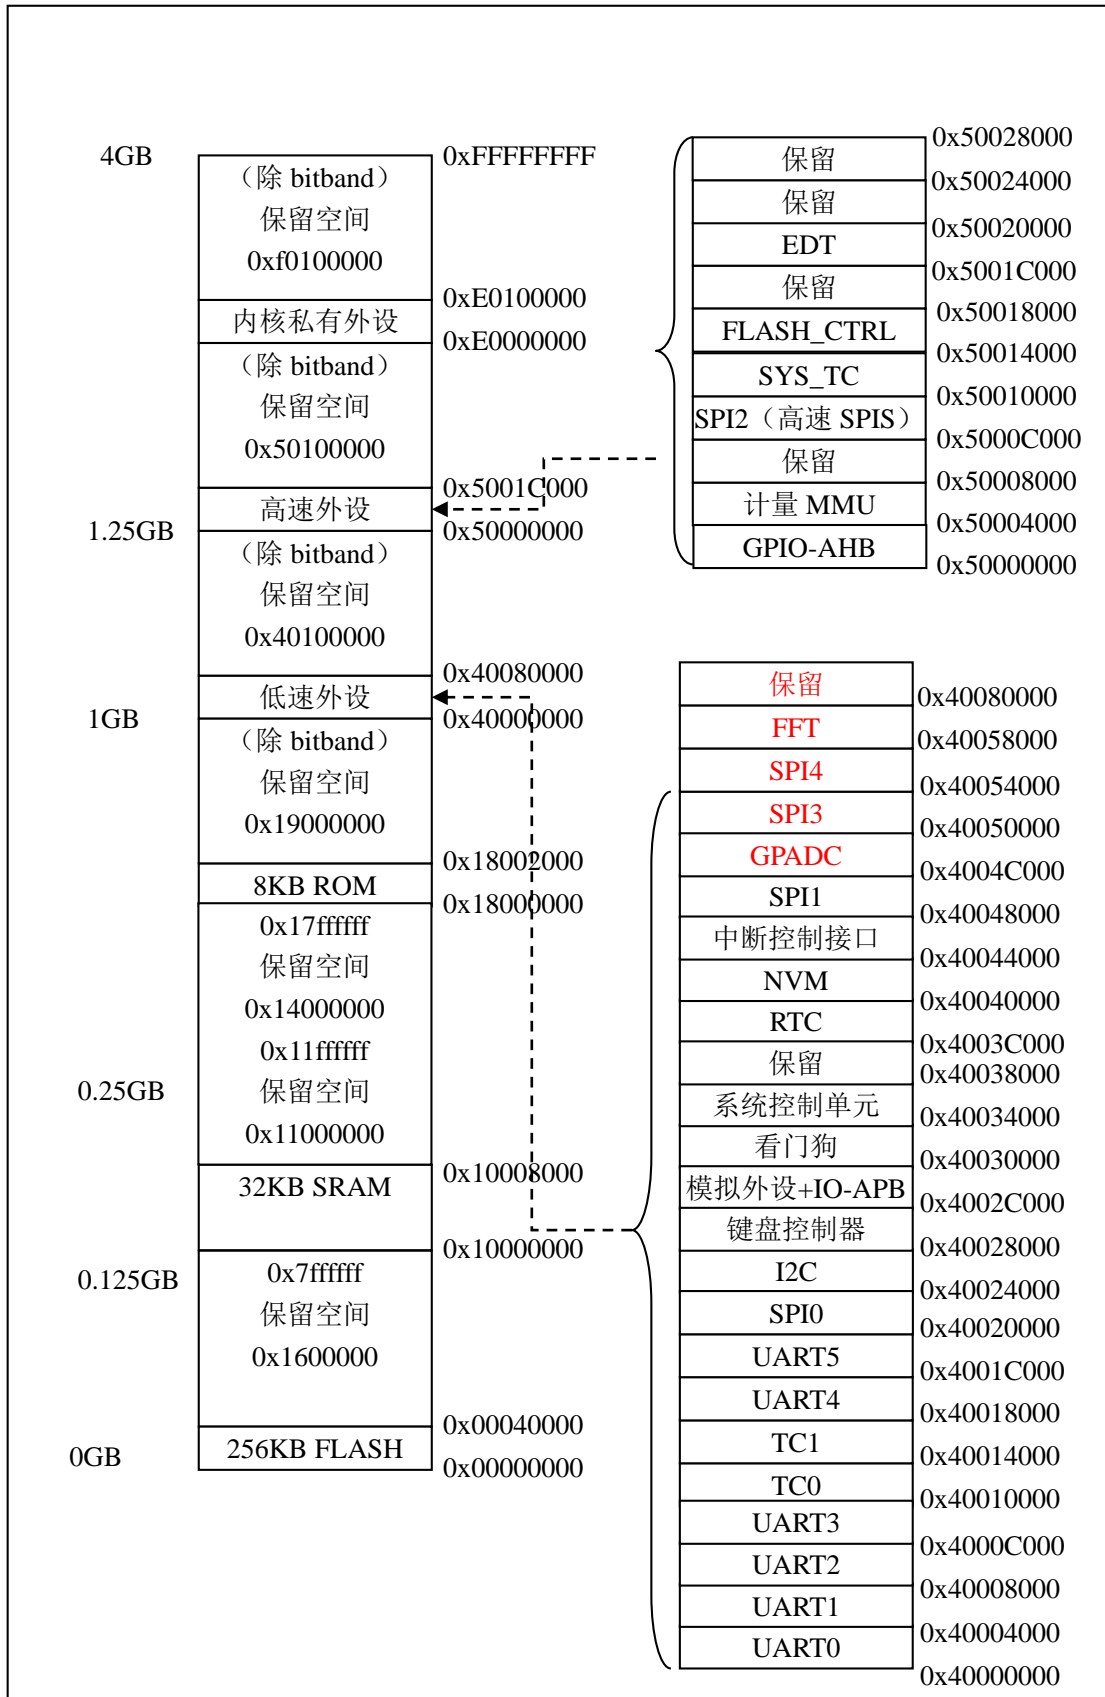 4GB
（除 bitband）
保留空间
0xf0100000
0xFFFFFFFF
0xE0100000
内核私有外设
0xE0000000
（除 bitband）
保留空间
0x50100000
0x5001C000
高速外设
1.25GB
0x50000000
（除 bitband）
保留空间
0x40100000
0x40080000
低速外设
1GB
0x40000000
（除 bitband）
保留空间
0x19000000
0x18002000
8KB ROM
0x18000000
0x17ffffff
保留空间
0x14000000
0x11ffffff
0.25GB
保留空间
0x11000000
0x10008000
32KB SRAM
0x10000000
0.125GB
0x7ffffff
保留空间
0x1600000
0x00040000
0GB
256KB FLASH
0x00000000
0x50028000
保留
0x50024000
保留
0x50020000
EDT
0x5001C000
保留
0x50018000
FLASH_CTRL
0x50014000
SYS_TC
0x50010000
SPI2（高速 SPIS）
0x5000C000
保留
0x50008000
计量 MMU
0x50004000
GPIO-AHB
0x50000000
保留
0x40080000
FFT
0x40058000
SPI4
0x40054000
SPI3
0x40050000
GPADC
0x4004C000
SPI1
0x40048000
中断控制接口
0x40044000
NVM
0x40040000
RTC
0x4003C000
保留
0x40038000
系统控制单元
0x40034000
看门狗
0x40030000
模拟外设+IO-APB
0x4002C000
键盘控制器
0x40028000
I2C
0x40024000
SPI0
0x40020000
UART5
0x4001C000
UART4
0x40018000
TC1
0x40014000
TC0
0x40010000
UART3
0x4000C000
UART2
0x40008000
UART1
0x40004000
UART0
0x40000000